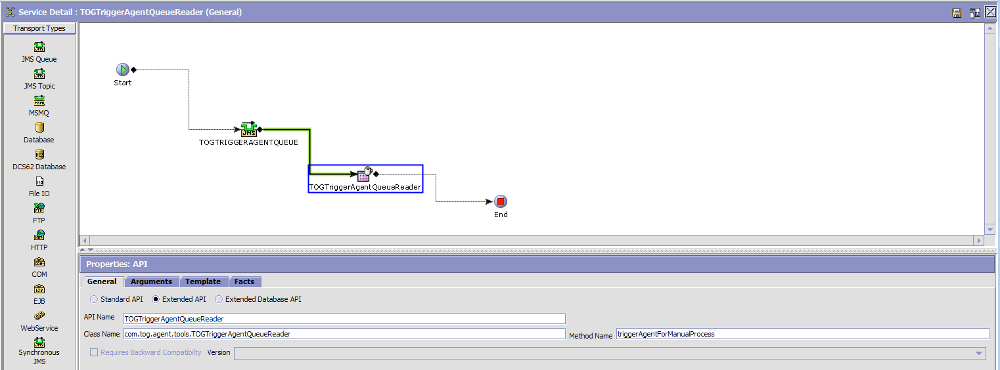 Service Detail : TOGTriggerAgentQueueReader (General)
Transport Types
JMS Queue
JMS Topic
MSMQ
Database
DCS62 Database
File IO
FTP
HTTP
COM
EJB
WebService
Synchronous
JMS
Start
TOGTRIGGERAGENTQUEUE
TOGTriggerAgentQueueReader
End
Properties: API
General Arguments Template Facts
Standard API Extended API Extended Database API
API Name TOGTriggerAgentQueueReader
Class Name com.tog.agent.tools.TOGTriggerAgentQueueReader Method Name triggerAgentForManualProcess
Requires Backward Compatibilty Version